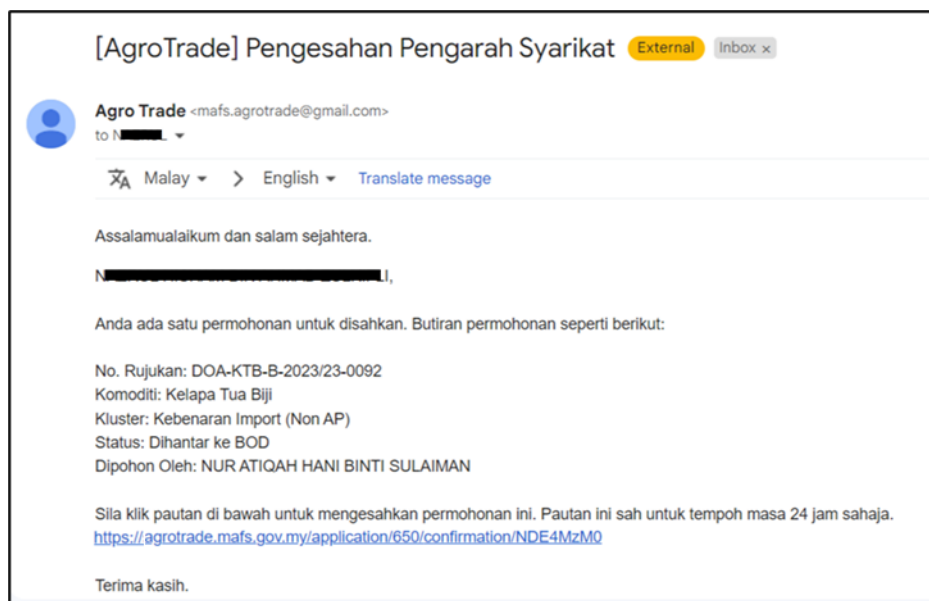 [AgroTrade] Pengesahan Pengarah Syarikat External Inbox ×
Agro Trade <mafs.agrotrade@gmail.com>
to N
Malay > English Translate message
Assalamualaikum dan salam sejahtera.
Anda ada satu permohonan untuk disahkan. Butiran permohonan seperti berikut:
No. Rujukan: DOA-KTB-B-2023/23-0092
Komoditi: Kelapa Tua Biji
Kluster: Kebenaran Import (Non AP)
Status: Dihantar ke BOD
Dipohon Oleh: NUR ATIQAH HANI BINTI SULAIMAN
Sila klik pautan di bawah untuk mengesahkan permohonan ini. Pautan ini sah untuk tempoh masa 24 jam sahaja.
https://agrotrade.mafs.gov.my/application/650/confirmation/NDE4MzM0
Terima kasih.